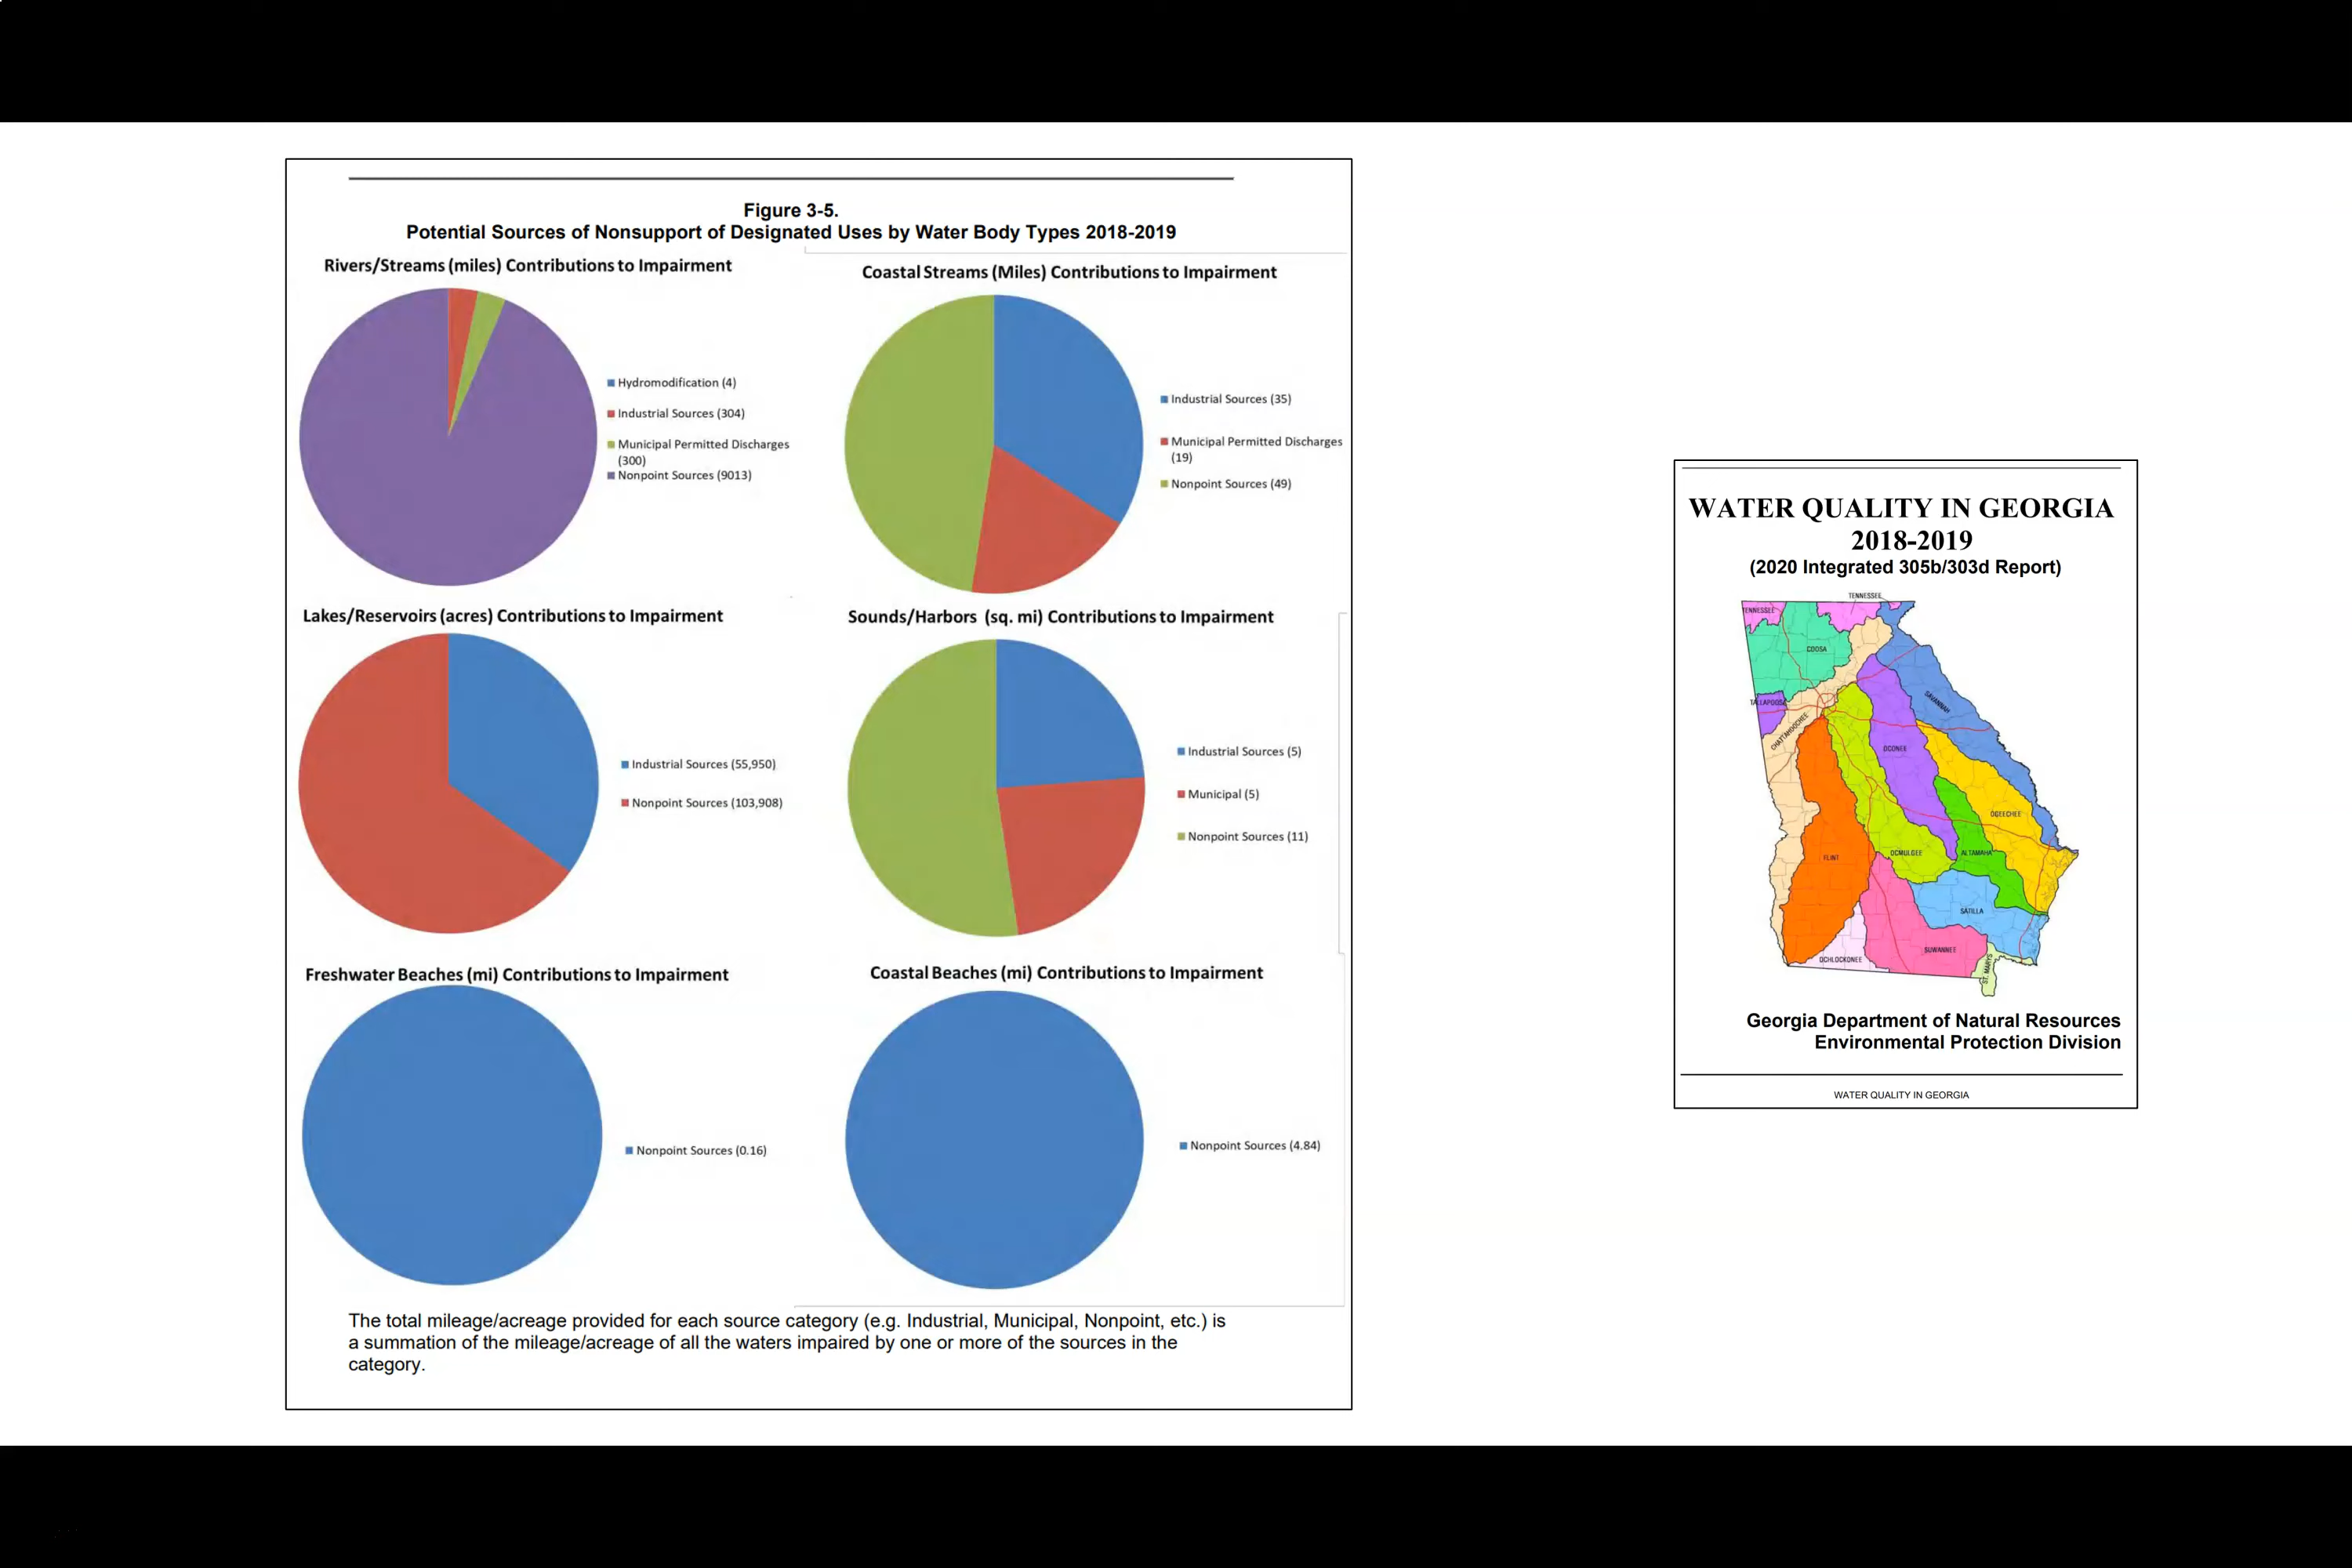 Figure 3-5.
Potential Sources of Nonsupport of Designated Uses by Water Body Types 2018-2019
Rivers/Streams (miles) Contributions to Impairment
Hydromodification (4)
Industrial Sources (304)
Municipal Permitted Discharges
(300)
Nonpoint Sources (9013)
Coastal Streams (Miles) Contributions to Impairment
Industrial Sources (35)
Municipal Permitted Discharges
(19)
Nonpoint Sources (49)
Lakes/Reservoirs (acres) Contributions to Impairment
Industrial Sources (55,950)
Nonpoint Sources (103,908)
Sounds/Harbors (sq. mi) Contributions to Impairment
Industrial Sources (5)
Municipal (5)
Nonpoint Sources (11)
Freshwater Beaches (mi) Contributions to Impairment
Nonpoint Sources (0.16)
Coastal Beaches (mi) Contributions to Impairment
Nonpoint Sources (4.84)
The total mileage/acreage provided for each source category (e.g. Industrial, Municipal, Nonpoint, etc.) is
a summation of the mileage/acreage of all the waters impaired by one or more of the sources in the
category.
WATER QUALITY IN GEORGIA
2018-2019
(2020 Integrated 305b/303d Report)
TENNESSEE
TENNESSEE
COOSA
SAVANNAH
TALLAPOOSA
CHATTAHOOCHEE
OCONEE
OGEECHEE
FLINT
OCMULGEE
ALTAMAHA
SATILLA
SUWANNEE
OCHLOCKONEE
ST. MARYS
Georgia Department of Natural Resources
Environmental Protection Division
WATER QUALITY IN GEORGIA